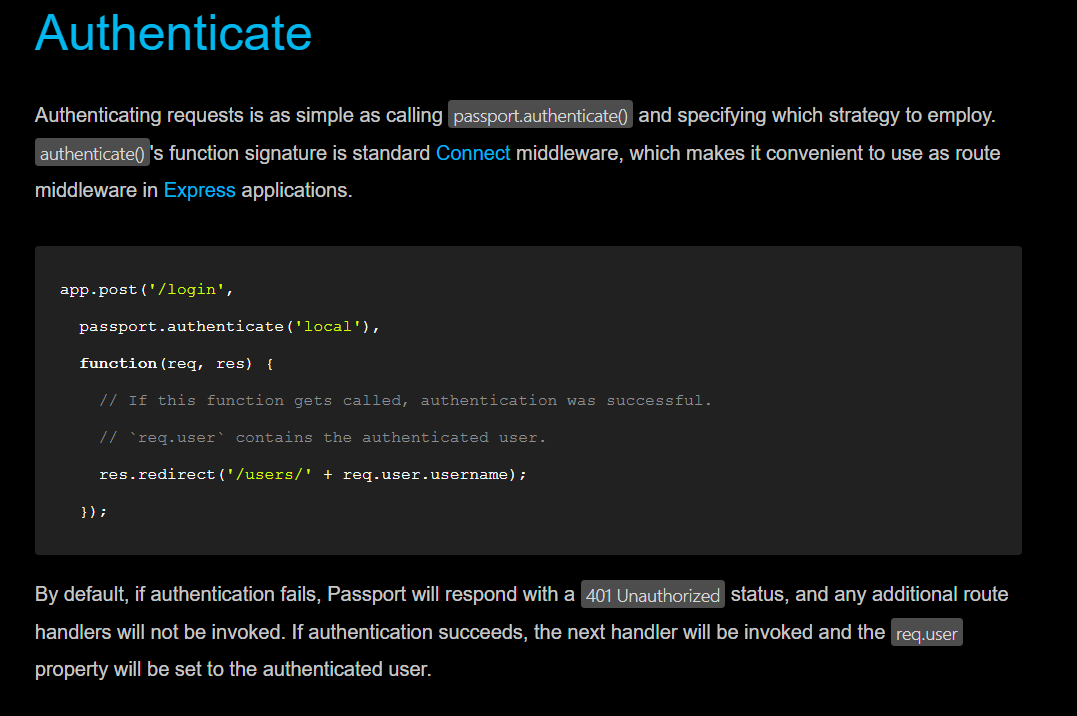 Authenticate
Authenticating requests is as simple as calling passport.authenticate() and specifying which strategy to employ.
authenticate()'s function signature is standard Connect middleware, which makes it convenient to use as route
middleware in Express applications.
app.post('/login',
  passport.authenticate('local'),
  function(req, res) {
    // If this function gets called, authentication was successful.
    // `req.user` contains the authenticated user.
    res.redirect('/users/' + req.user.username);
  });
By default, if authentication fails, Passport will respond with a 401 Unauthorized status, and any additional route
handlers will not be invoked. If authentication succeeds, the next handler will be invoked and the req.user
property will be set to the authenticated user.